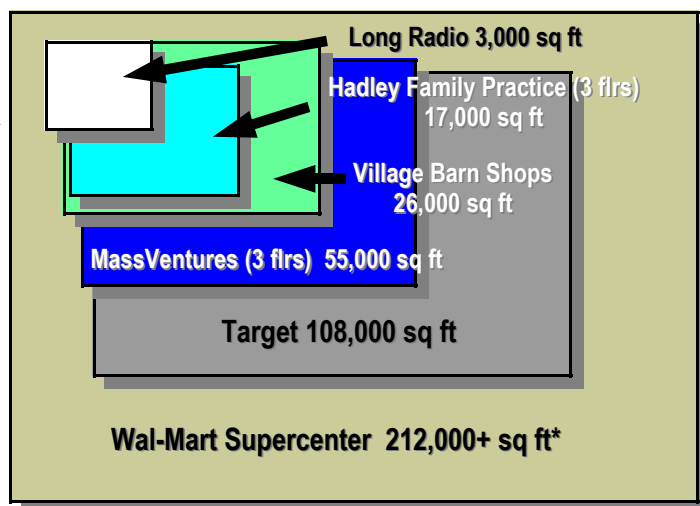 Long Radio 3,000 sq ft
Hadley Family Practice (3 flrs)
17,000 sq ft
Village Barn Shops
26,000 sq ft
MassVentures (3 flrs)  55,000 sq ft
Target 108,000 sq ft
Wal-Mart Supercenter  212,000+ sq ft*